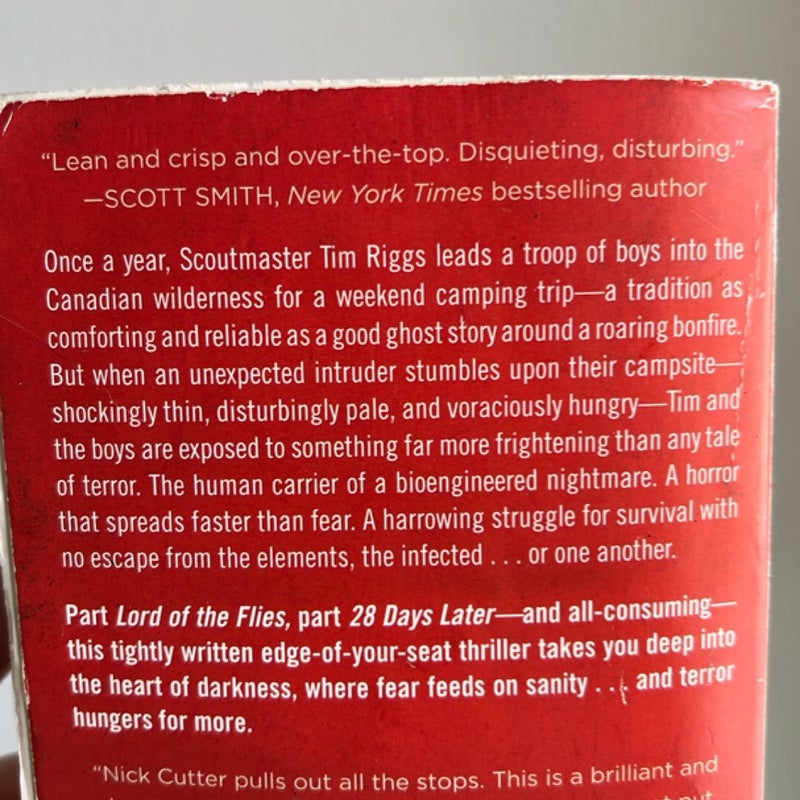 “Lean and crisp and over-the-top. Disquieting, disturbing.”
—SCOTT SMITH, New York Times bestselling author
Once a year, Scoutmaster Tim Riggs leads a troop of boys into the
Canadian wilderness for a weekend camping trip—a tradition as
comforting and reliable as a good ghost story around a roaring bonfire.
But when an unexpected intruder stumbles upon their campsite—
shockingly thin, disturbingly pale, and voraciously hungry—Tim and
the boys are exposed to something far more frightening than any tale
of terror. The human carrier of a bioengineered nightmare. A horror
that spreads faster than fear. A harrowing struggle for survival with
no escape from the elements, the infected . . . or one another.
Part Lord of the Flies, part 28 Days Later—and all-consuming—
this tightly written edge-of-your-seat thriller takes you deep into
the heart of darkness, where fear feeds on sanity . . . and terror
hungers for more.
“Nick Cutter pulls out all the stops. This is a brilliant and